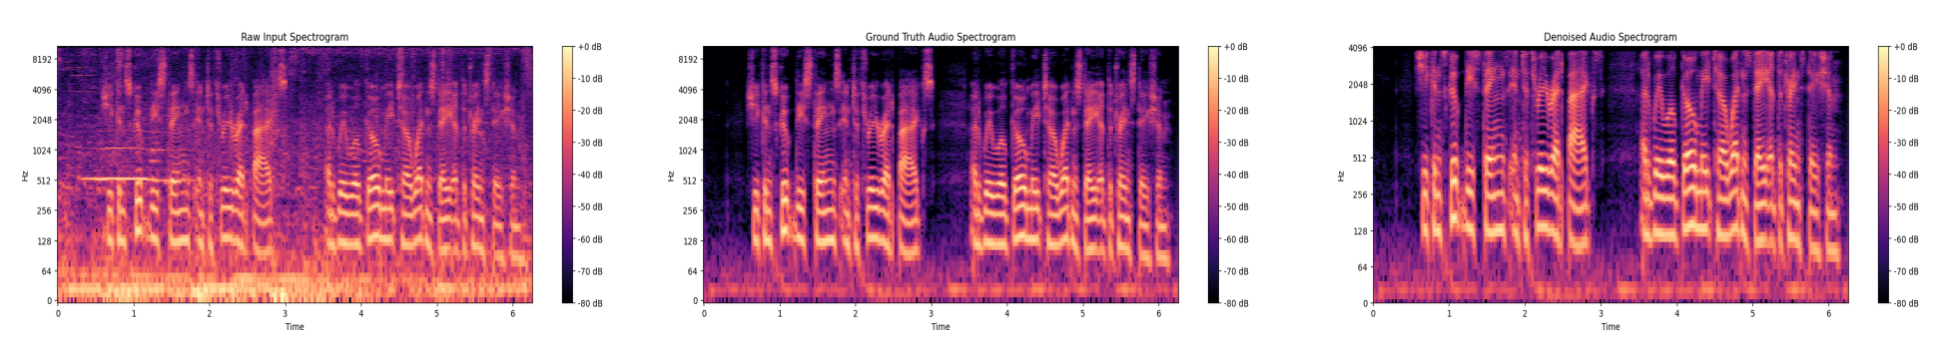 Raw Input Spectrogram
Hz
8192
4096
2048
1024
512
256
128
64
0
0 1 2 3 4 5 6
Time
+0 dB
-10 dB
-20 dB
-30 dB
-40 dB
-50 dB
-60 dB
-70 dB
-80 dB
Ground Truth Audio Spectrogram
Hz
8192
4096
2048
1024
512
256
128
64
0
0 1 2 3 4 5 6
Time
+0 dB
-10 dB
-20 dB
-30 dB
-40 dB
-50 dB
-60 dB
-70 dB
-80 dB
Denoised Audio Spectrogram
Hz
4096
2048
1024
512
256
128
64
0
0 1 2 3 4 5 6
Time
+0 dB
-10 dB
-20 dB
-30 dB
-40 dB
-50 dB
-60 dB
-70 dB
-80 dB